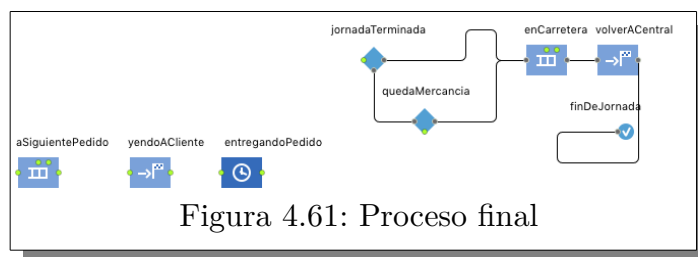 jornadaTerminada
enCarretera
volverACentral
quedaMercancia
finDeJornada
aSiguientePedido
yendoACliente
entregandoPedido
Figura 4.61: Proceso final